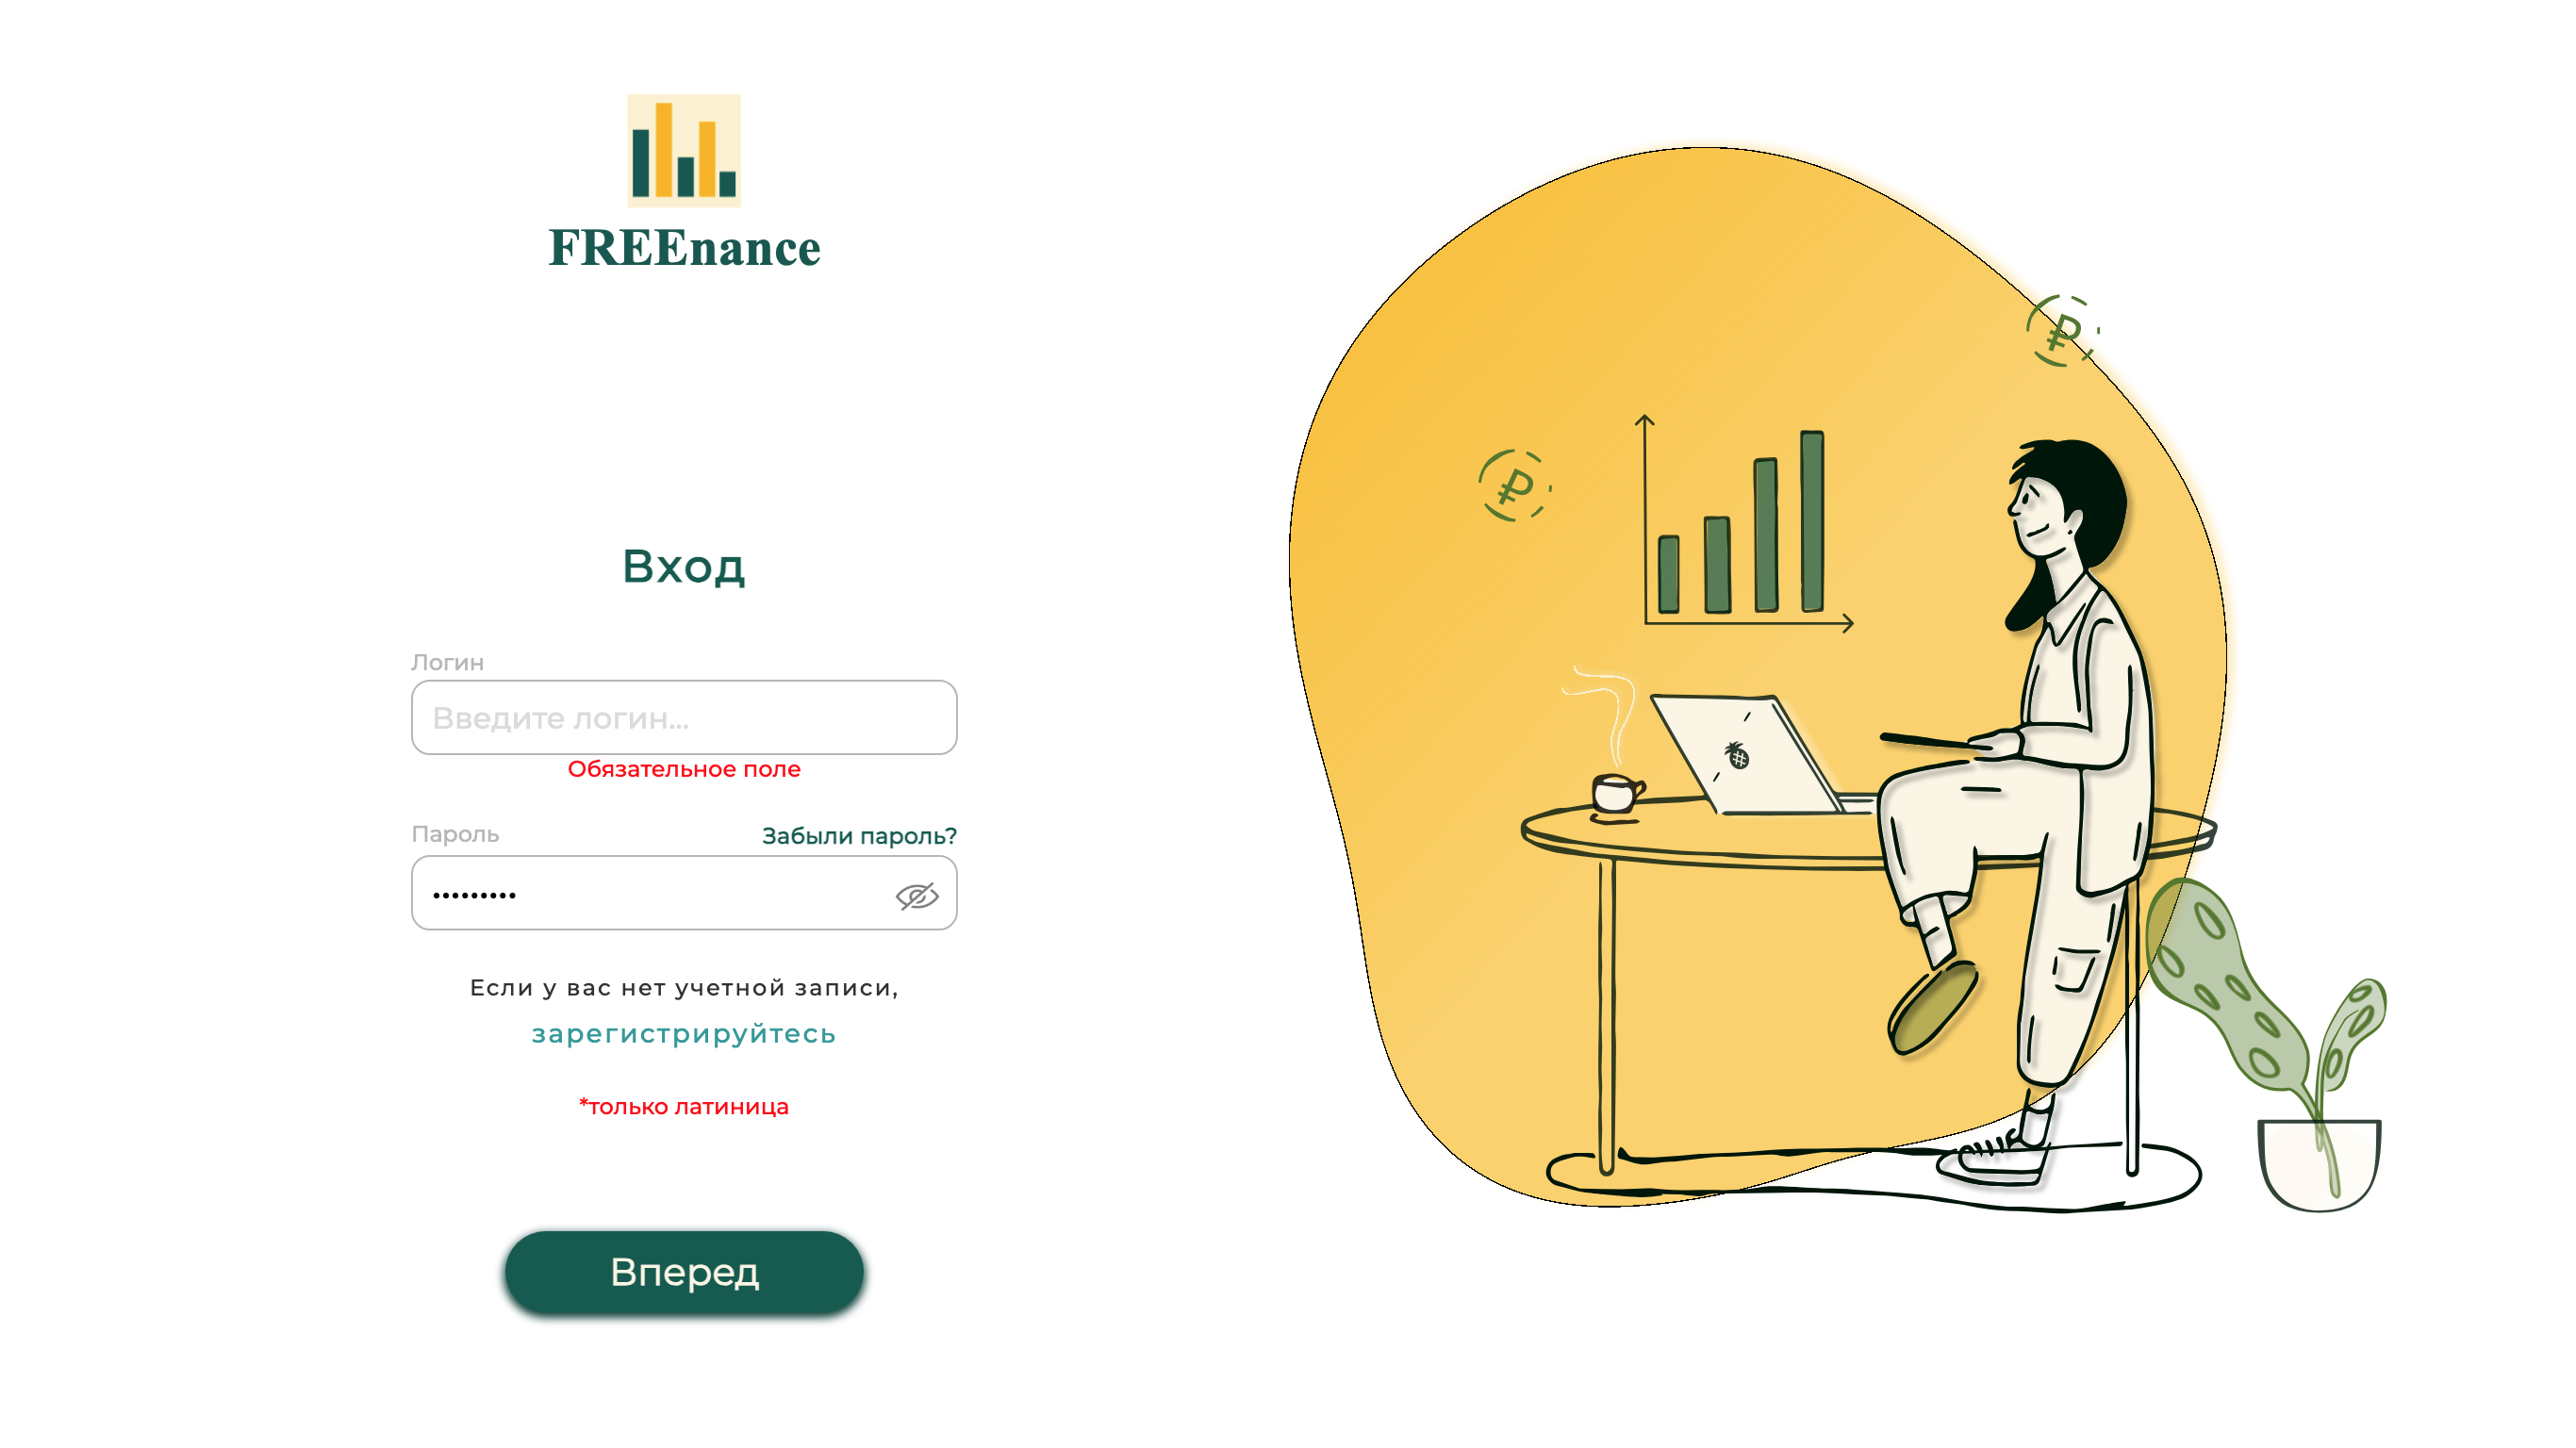 FREEnance
Вход
Логин
Введите логин...
Обязательное поле
Пароль
Забыли пароль?
•••••••••
Если у вас нет учетной записи,
зарегистрируйтесь
*только латиница
Вперед
₽
₽